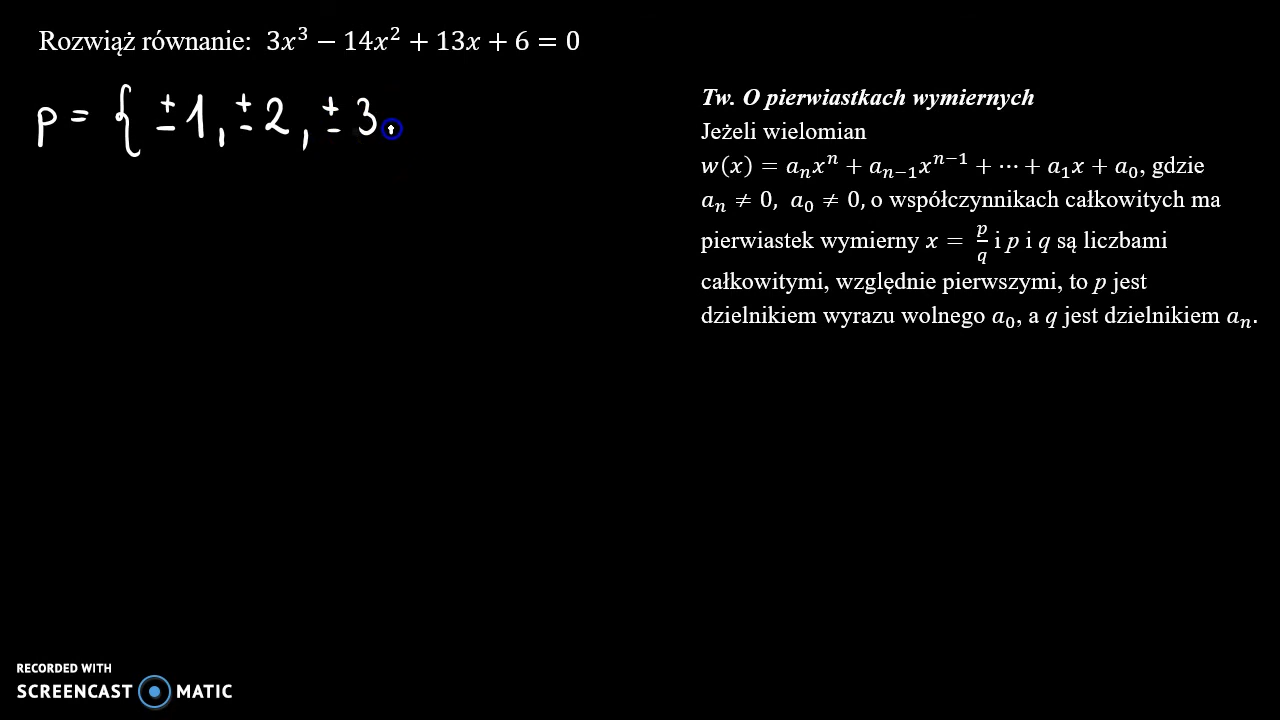 Rozwiąż równanie: 3x³ − 14x² + 13x + 6 = 0
p = { ±1, ±2, ±3
Tw. O pierwiastkach wymiernych
Jeżeli wielomian
w(x) = aₙxⁿ + aₙ₋₁xⁿ⁻¹ + ⋯ + a₁x + a₀, gdzie
aₙ ≠ 0, a₀ ≠ 0, o współczynnikach całkowitych ma
pierwiastek wymierny x = p/q i p i q są liczbami
całkowitymi, względnie pierwszymi, to p jest
dzielnikiem wyrazu wolnego a₀, a q jest dzielnikiem aₙ.
RECORDED WITH
SCREENCAST MATIC